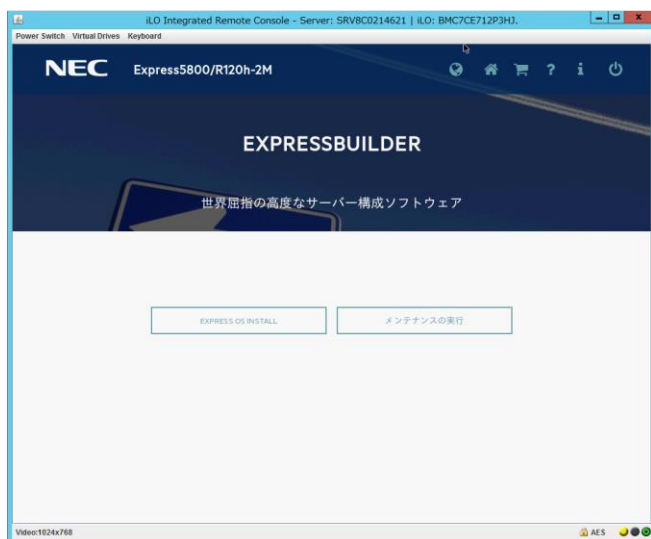 iLO Integrated Remote Console - Server: SRV8C0214621 | iLO: BMC7CE712P3HJ.
Power Switch Virtual Drives Keyboard
NEC Express5800/R120h-2M
EXPRESSBUILDER
世界屈指の高度なサーバー構成ソフトウェア
EXPRESS OS INSTALL メンテナンスの実行
Video:1024x768 AES